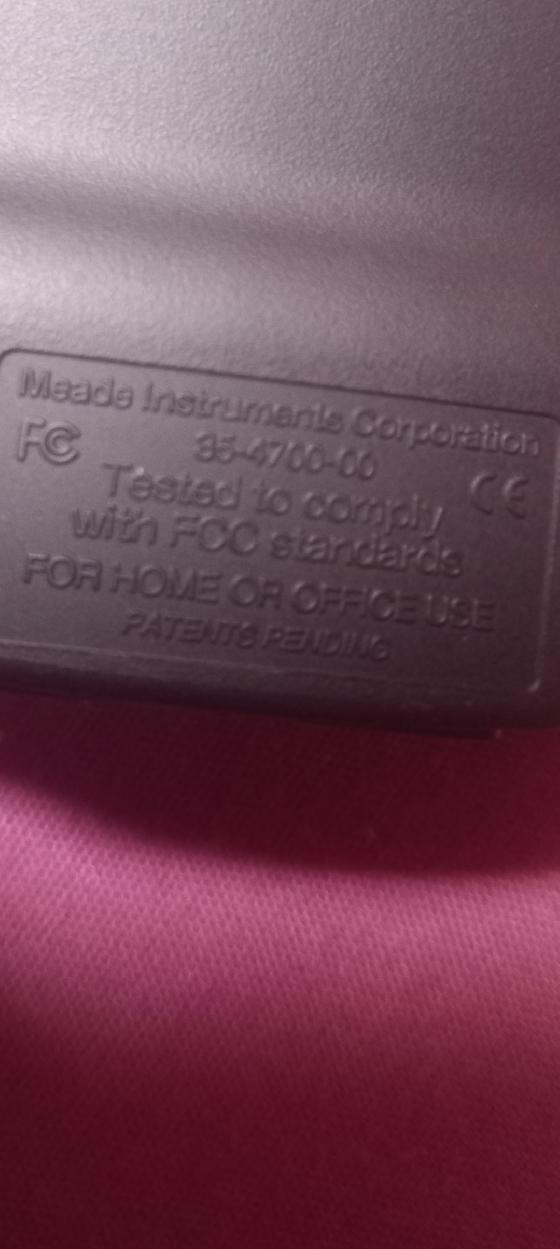 Meade Instruments Corporation
FC
35-4700-00
CE
Tested to comply
with FCC standards
FOR HOME OR OFFICE USE
PATENTS PENDING